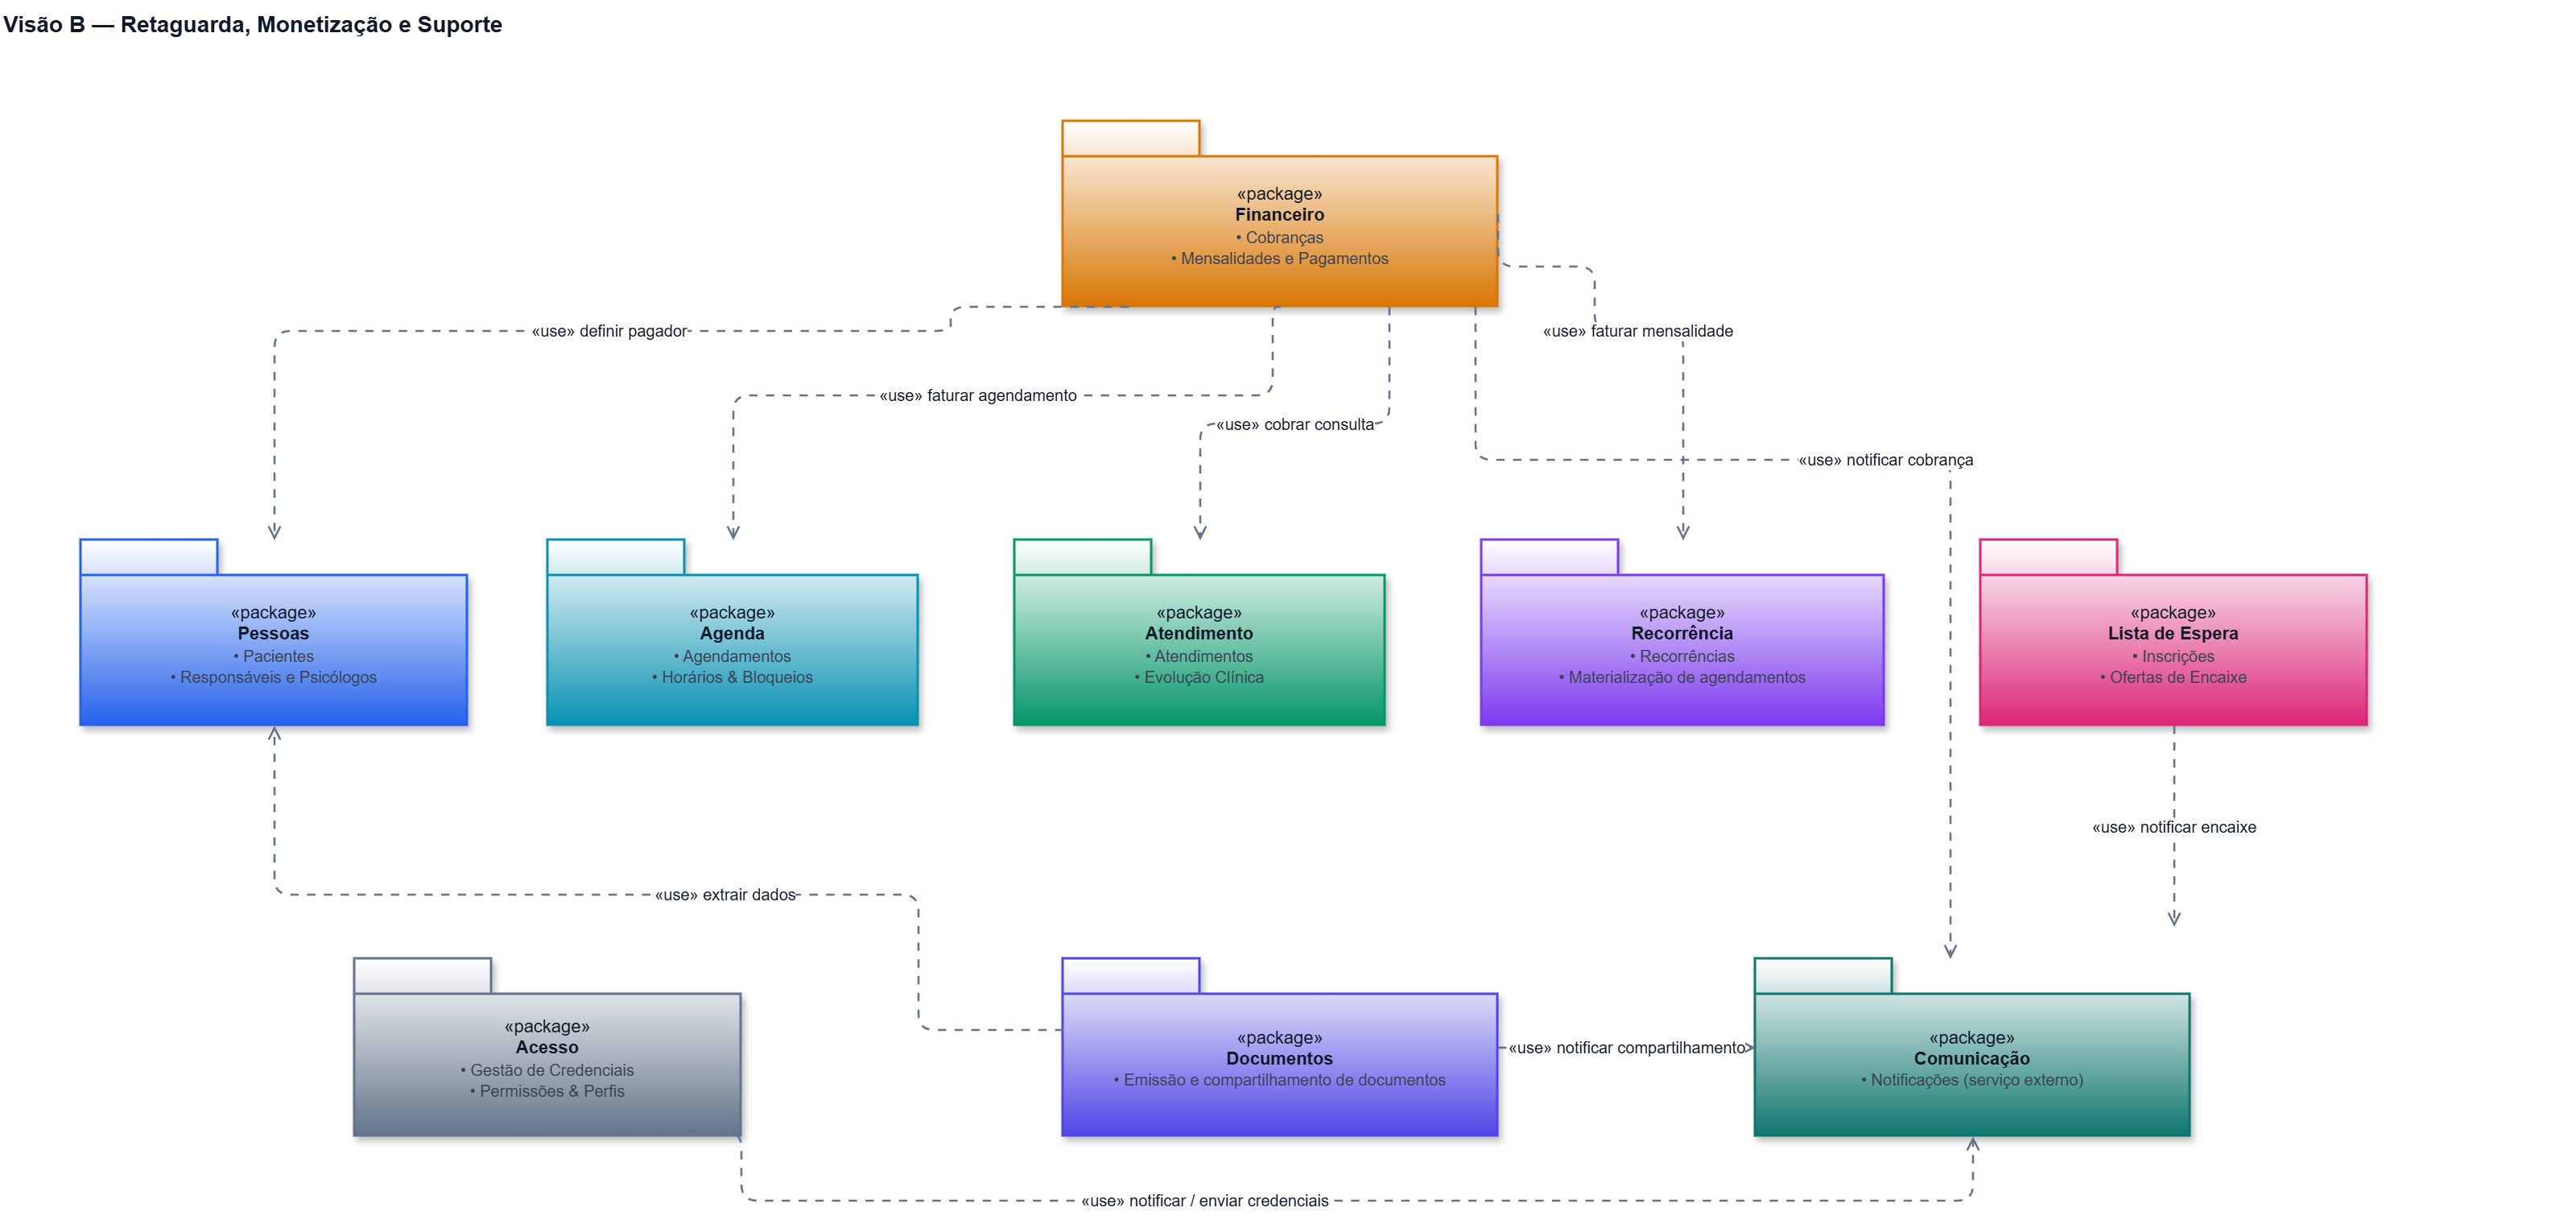 Visão B — Retaguarda, Monetização e Suporte
«package»
Financeiro
• Cobranças
• Mensalidades e Pagamentos
«use» definir pagador
«use» faturar mensalidade
«use» faturar agendamento
«use» cobrar consulta
«use» notificar cobrança
«package»
Pessoas
• Pacientes
• Responsáveis e Psicólogos
«package»
Agenda
• Agendamentos
• Horários & Bloqueios
«package»
Atendimento
• Atendimentos
• Evolução Clínica
«package»
Recorrência
• Recorrências
• Materialização de agendamentos
«package»
Lista de Espera
• Inscrições
• Ofertas de Encaixe
«use» notificar encaixe
«use» extrair dados
«package»
Acesso
• Gestão de Credenciais
• Permissões & Perfis
«package»
Documentos
• Emissão e compartilhamento de documentos
«use» notificar compartilhamento
«package»
Comunicação
• Notificações (serviço externo)
«use» notificar / enviar credenciais